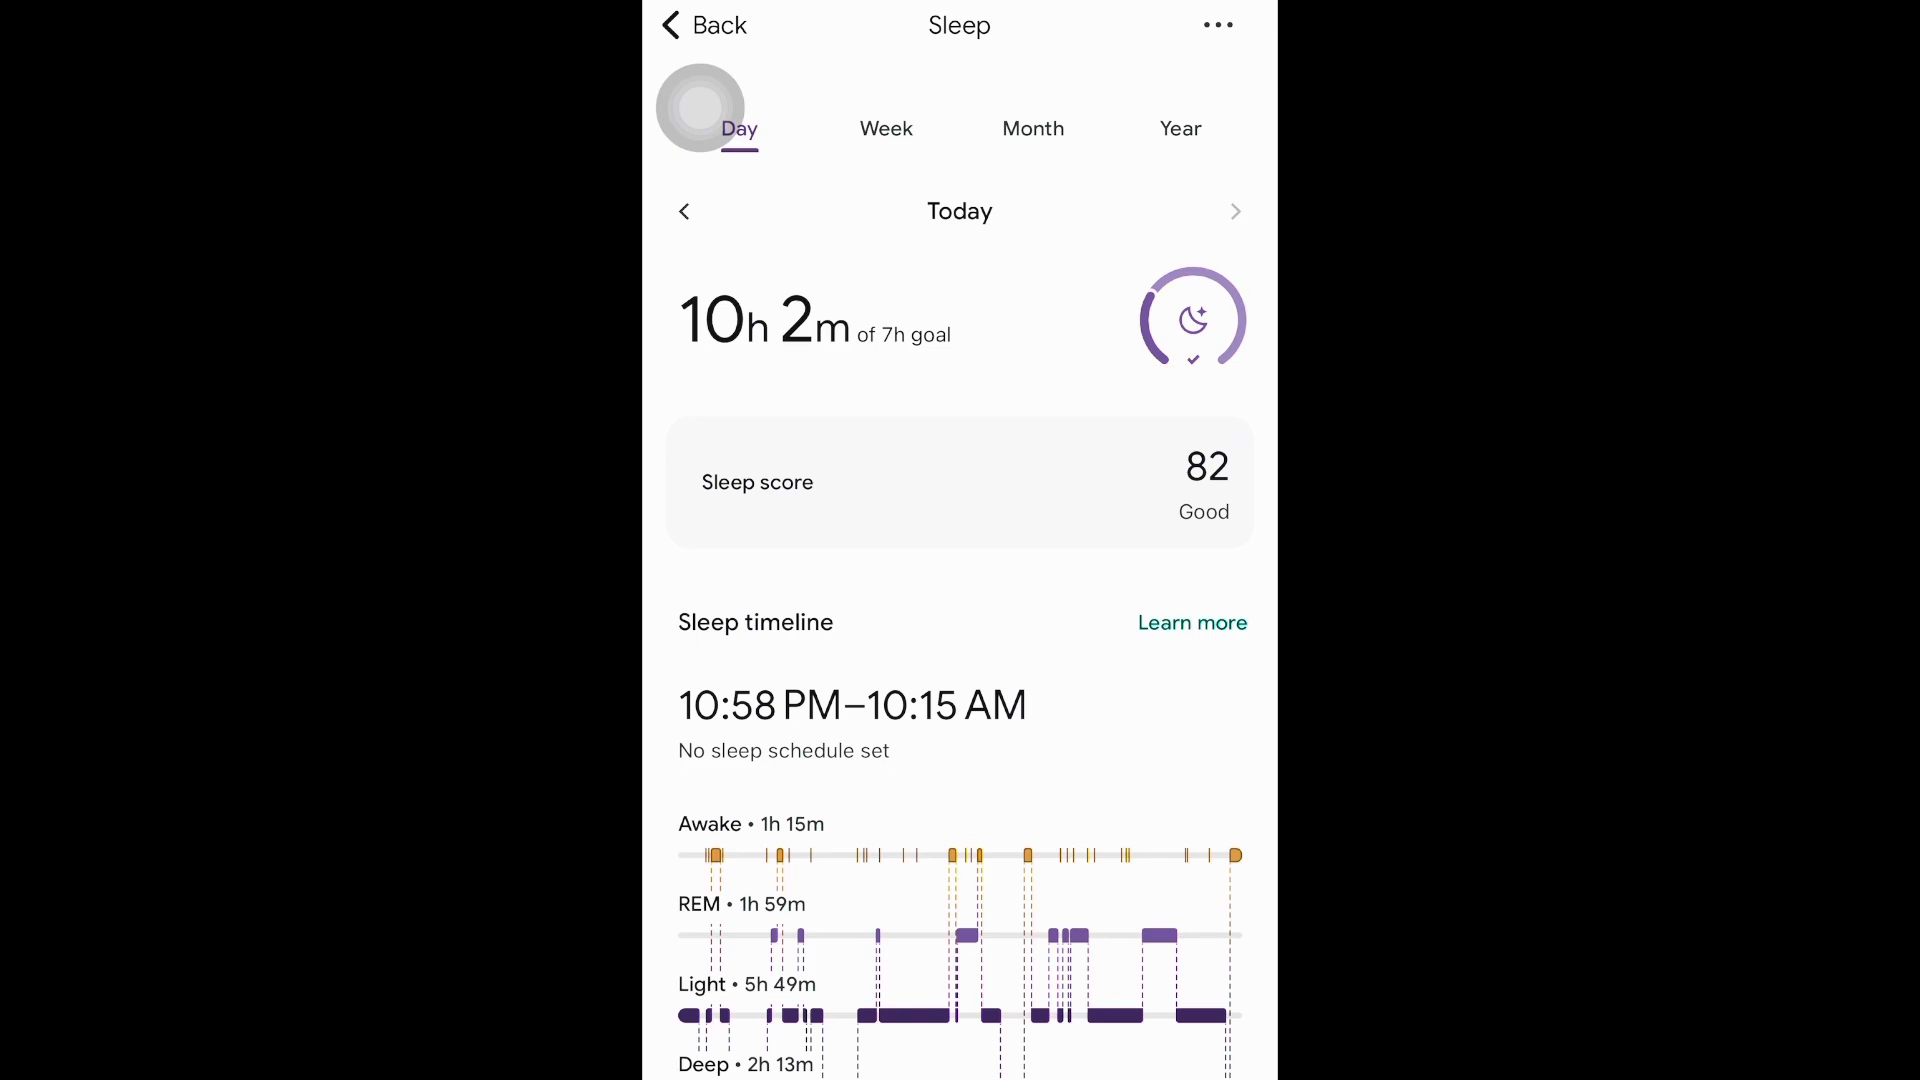 Back Sleep
Day Week Month Year
Today
10h 2m of 7h goal
Sleep score
82
Good
Sleep timeline Learn more
10:58 PM–10:15 AM
No sleep schedule set
Awake • 1h 15m
REM • 1h 59m
Light • 5h 49m
Deep • 2h 13m